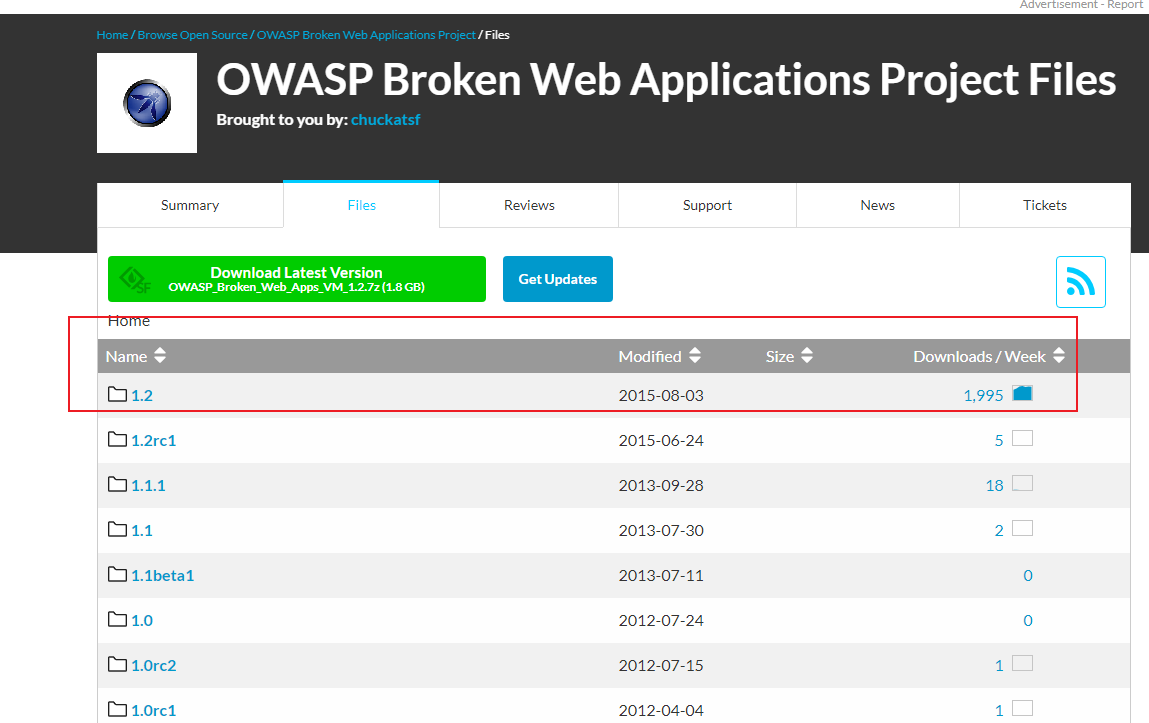 Advertisement - Report
Home / Browse Open Source / OWASP Broken Web Applications Project / Files
OWASP Broken Web Applications Project Files
Brought to you by: chuckatsf
Summary Files Reviews Support News Tickets
Download Latest Version
OWASP_Broken_Web_Apps_VM_1.2.7z (1.8 GB)
SF
Get Updates
Home
Name Modified Size Downloads / Week
1.2 2015-08-03 1,995
1.2rc1 2015-06-24 5
1.1.1 2013-09-28 18
1.1 2013-07-30 2
1.1beta1 2013-07-11 0
1.0 2012-07-24 0
1.0rc2 2012-07-15 1
1.0rc1 2012-04-04 1